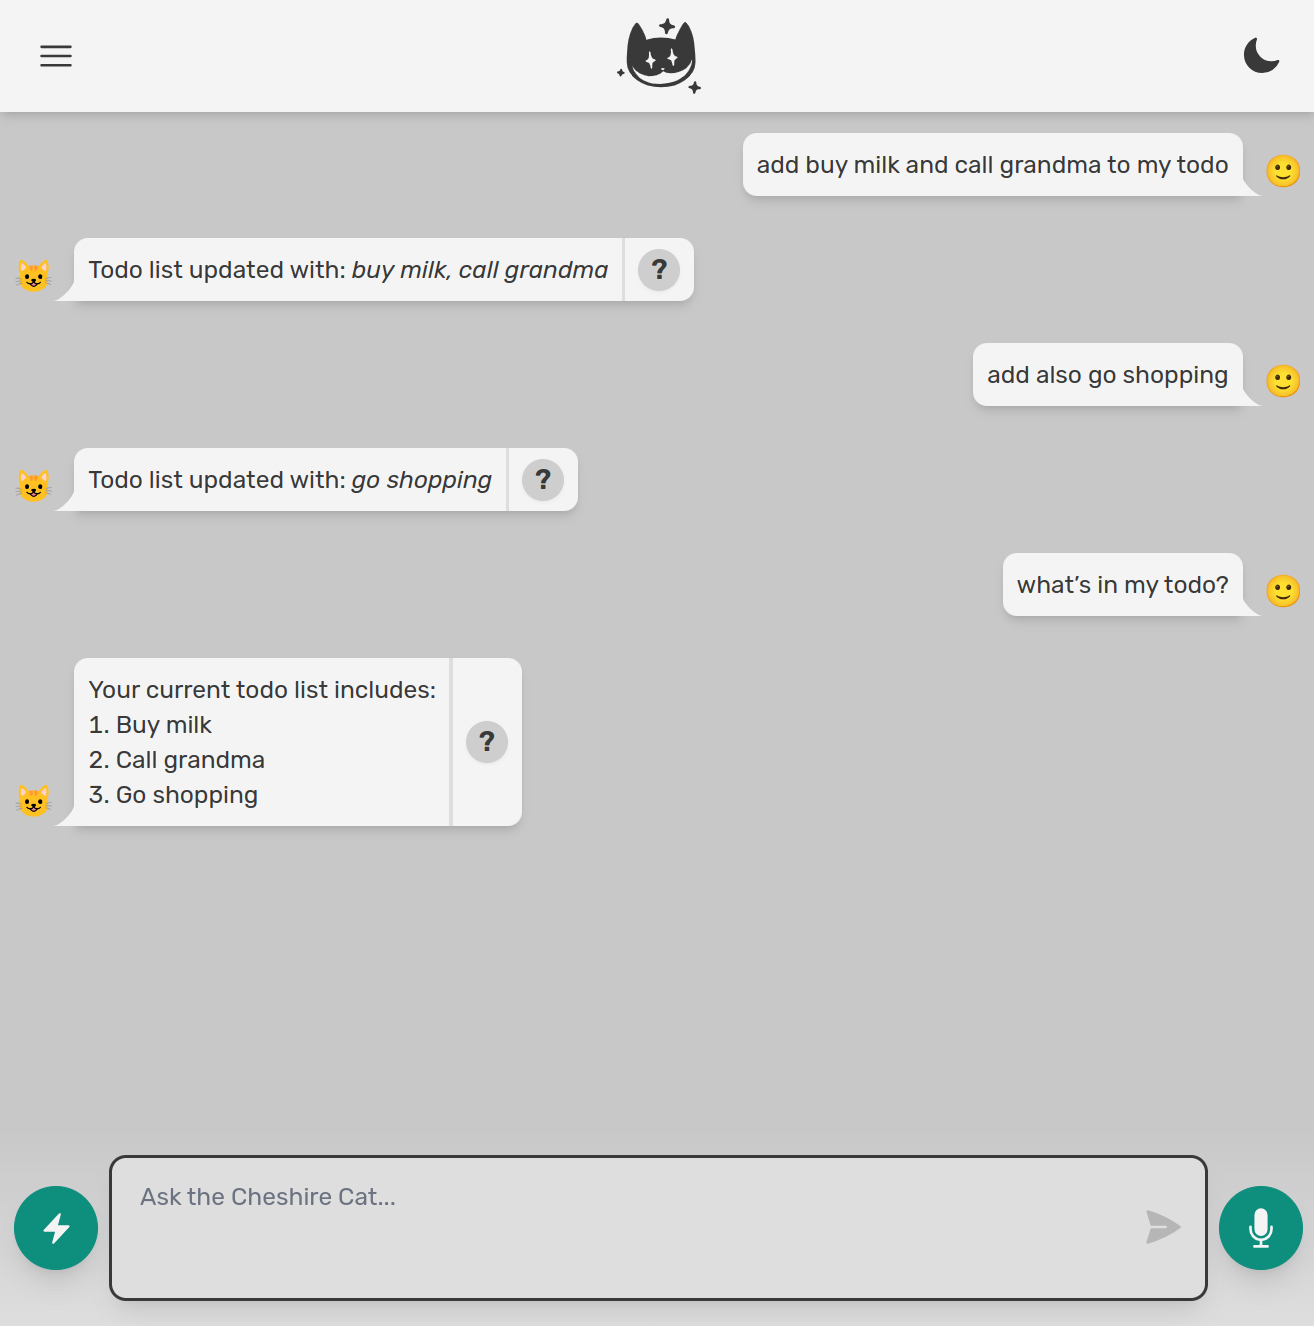 add buy milk and call grandma to my todo
Todo list updated with: buy milk, call grandma
?
add also go shopping
Todo list updated with: go shopping
?
what's in my todo?
Your current todo list includes:
1. Buy milk
2. Call grandma
3. Go shopping
?
Ask the Cheshire Cat...